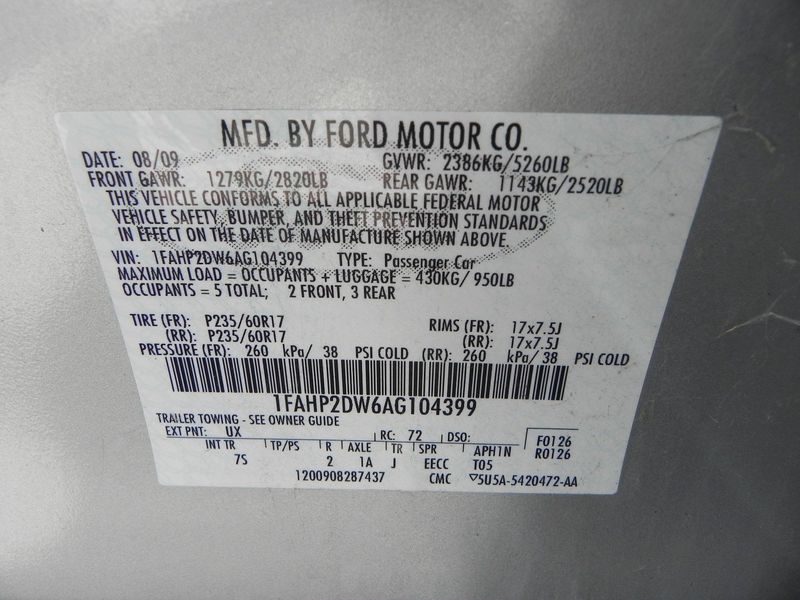 MFD. BY FORD MOTOR CO.
DATE: 08/09 GVWR: 2386KG/5260LB
FRONT GAWR: 1279KG/2820LB REAR GAWR: 1143KG/2520LB
THIS VEHICLE CONFORMS TO ALL APPLICABLE FEDERAL MOTOR
VEHICLE SAFETY, BUMPER, AND THEFT PREVENTION STANDARDS
IN EFFECT ON THE DATE OF MANUFACTURE SHOWN ABOVE.
VIN: 1FAHP2DW6AG104399 TYPE: Passenger Car
MAXIMUM LOAD = OCCUPANTS + LUGGAGE = 430KG/ 950LB
OCCUPANTS = 5 TOTAL; 2 FRONT, 3 REAR
TIRE (FR): P235/60R17 RIMS (FR): 17x7.5J
(RR): P235/60R17 (RR): 17x7.5J
PRESSURE (FR): 260 kPa/ 38 PSI COLD (RR): 260 kPa/ 38 PSI COLD
1FAHP2DW6AG104399
TRAILER TOWING - SEE OWNER GUIDE
EXT PNT: UX RC: 72 DSO: F0126
INT TR TP/PS R AXLE TR SPR APH1N R0126
7S 2 1A J EECC T05
1200908287437 CMC ▽5U5A-5420472-AA